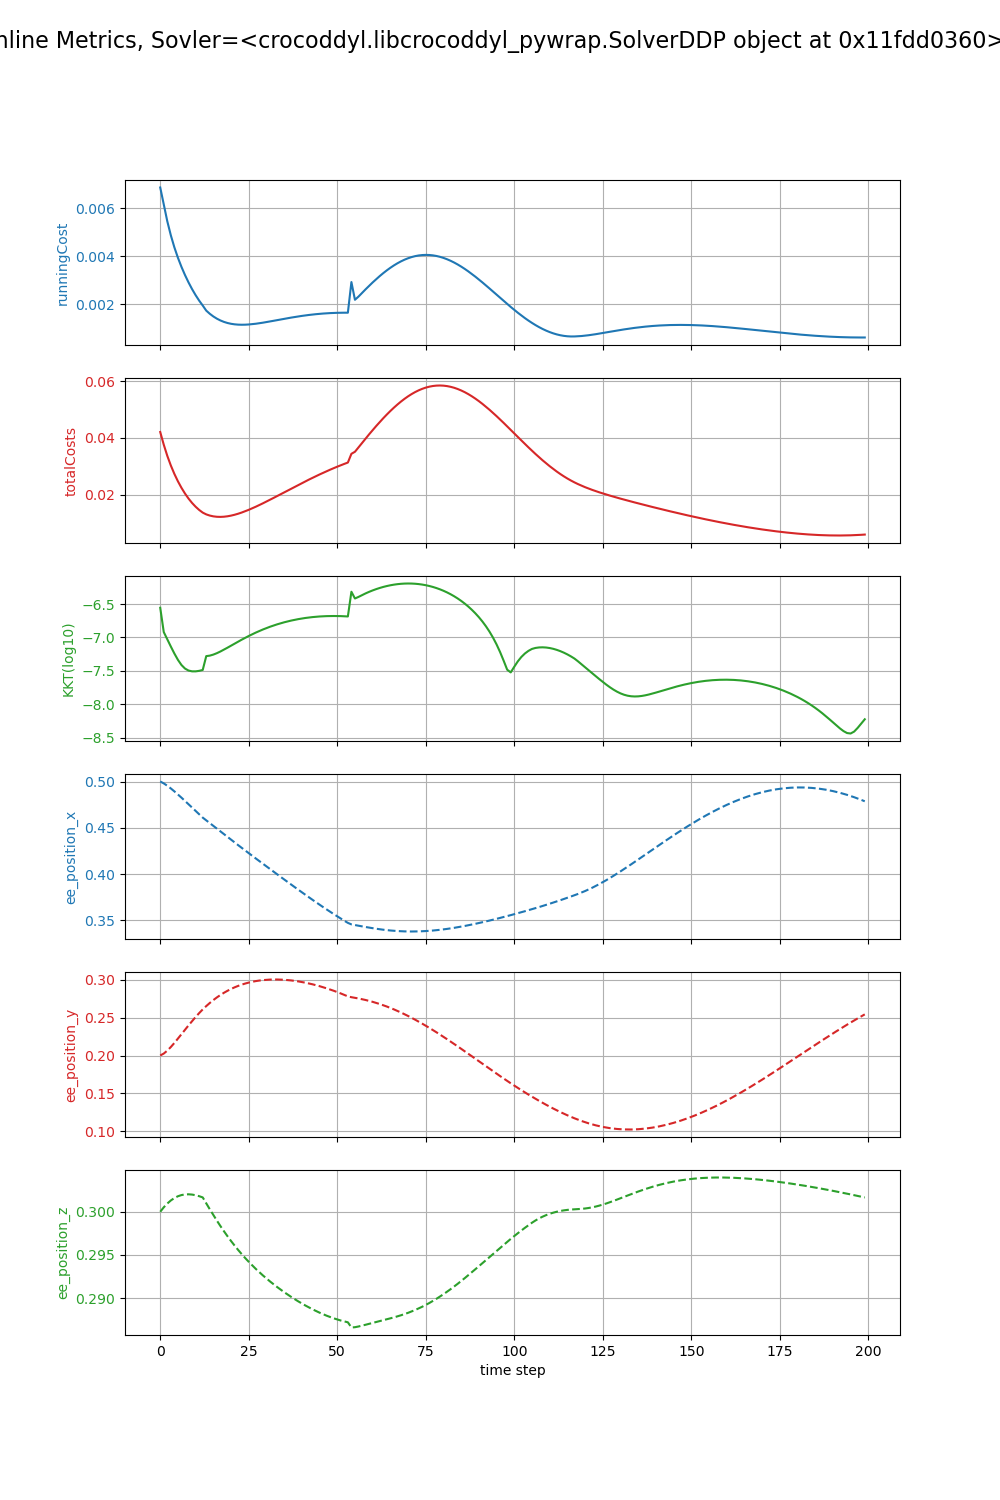 nline Metrics, Sovler=<crocoddyl.libcrocoddyl_pywrap.SolverDDP object at 0x11fdd0360>
runningCost
0.006
0.004
0.002
totalCosts
0.06
0.04
0.02
KKT(log10)
−6.5
−7.0
−7.5
−8.0
−8.5
ee_position_x
0.50
0.45
0.40
0.35
ee_position_y
0.30
0.25
0.20
0.15
0.10
ee_position_z
0.300
0.295
0.290
0 25 50 75 100 125 150 175 200
time step